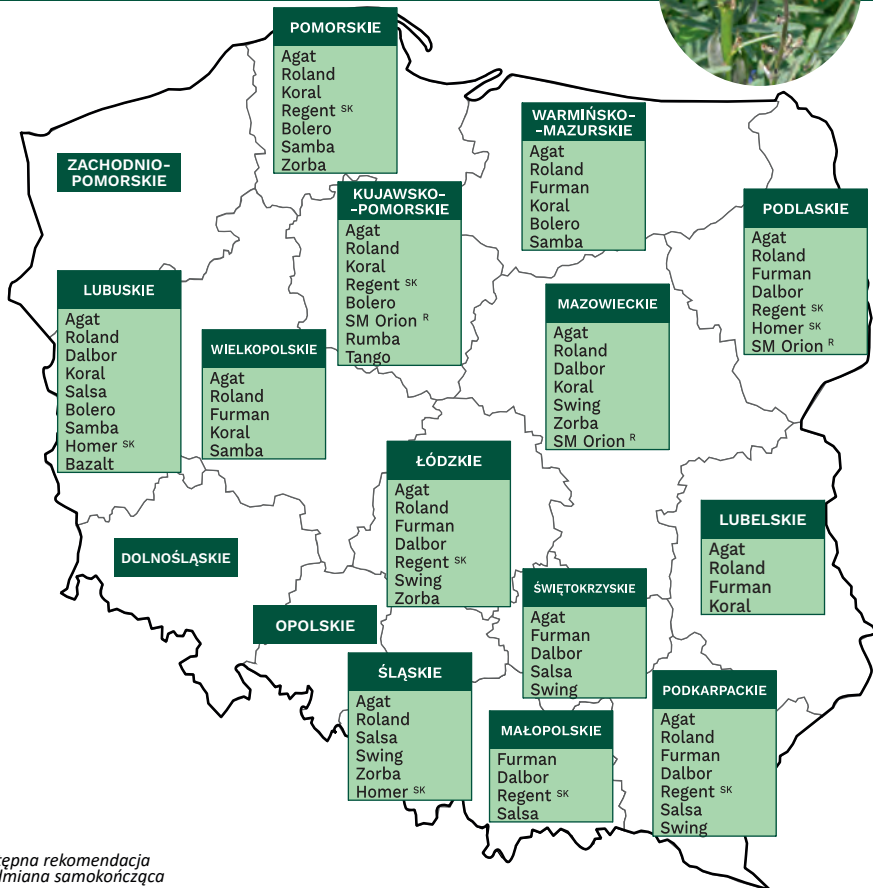 POMORSKIE
Agat
Roland
Koral
Regent SK
Bolero
Samba
Zorba
WARMIŃSKO-
-MAZURSKIE
Agat
Roland
Furman
Koral
Bolero
Samba
ZACHODNIO-
POMORSKIE
KUJAWSKO-
-POMORSKIE
Agat
Roland
Koral
Regent SK
Bolero
SM Orion R
Rumba
Tango
PODLASKIE
Agat
Roland
Furman
Dalbor
Regent SK
Homer SK
SM Orion R
LUBUSKIE
Agat
Roland
Dalbor
Koral
Salsa
Bolero
Samba
Homer SK
Bazalt
WIELKOPOLSKIE
Agat
Roland
Furman
Koral
Samba
MAZOWIECKIE
Agat
Roland
Dalbor
Koral
Swing
Zorba
SM Orion R
ŁÓDZKIE
Agat
Roland
Furman
Dalbor
Regent SK
Swing
Zorba
LUBELSKIE
Agat
Roland
Furman
Koral
DOLNOŚLĄSKIE
ŚWIĘTOKRZYSKIE
Agat
Furman
Dalbor
Salsa
Swing
OPOLSKIE
ŚLĄSKIE
Agat
Roland
Salsa
Swing
Zorba
Homer SK
MAŁOPOLSKIE
Furman
Dalbor
Regent SK
Salsa
PODKARPACKIE
Agat
Roland
Furman
Dalbor
Regent SK
Salsa
Swing
rekomendacja
samokończąca